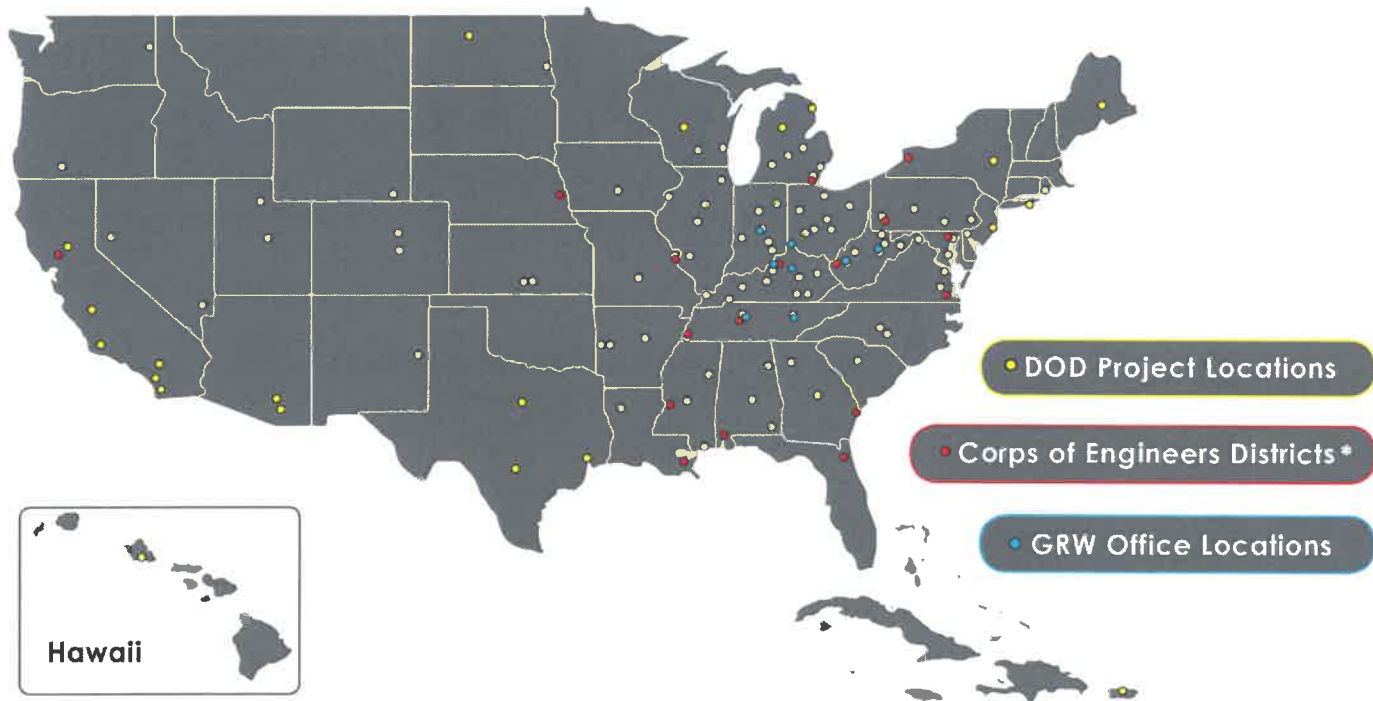 DOD Project Locations
Corps of Engineers Districts*
GRW Office Locations
Hawaii